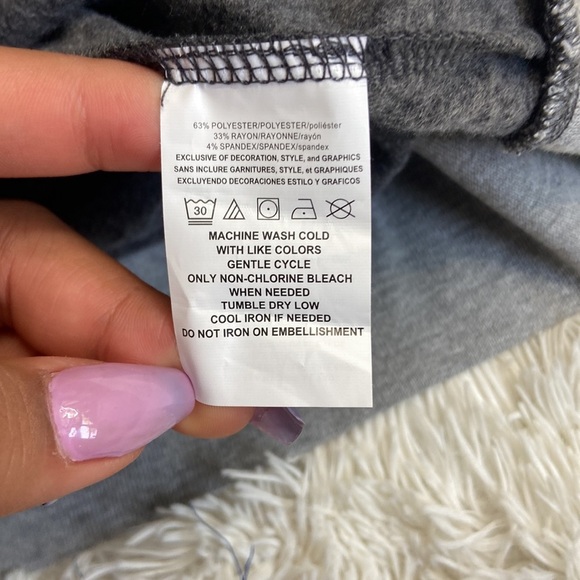 63% POLYESTER/POLYESTER/poliéster
33% RAYON/RAYONNE/rayón
4% SPANDEX/SPANDEX/spandex
EXCLUSIVE OF DECORATION, STYLE, and GRAPHICS
SANS INCLURE GARNITURES, STYLE, et GRAPHIQUES
EXCLUYENDO DECORACIONES ESTILO Y GRAFICOS
30
MACHINE WASH COLD
WITH LIKE COLORS
GENTLE CYCLE
ONLY NON-CHLORINE BLEACH
WHEN NEEDED
TUMBLE DRY LOW
COOL IRON IF NEEDED
DO NOT IRON ON EMBELLISHMENT